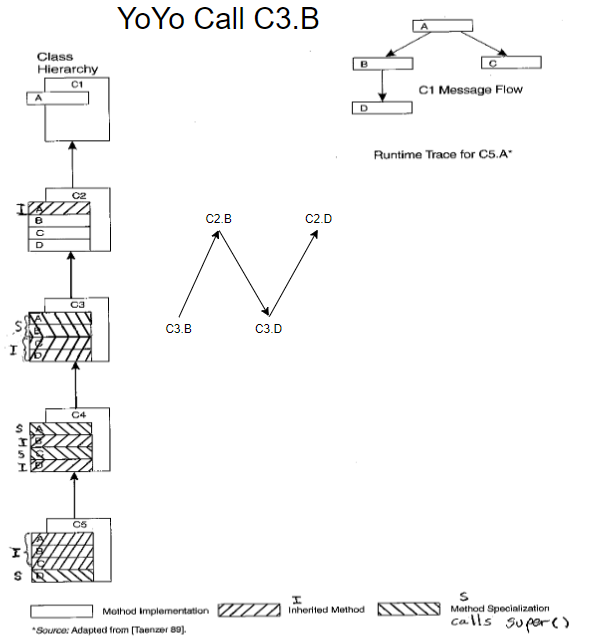 YoYo Call C3.B
Class
Hierarchy
C1
A
A
B
C
D
C1 Message Flow
Runtime Trace for C5.A*
C2
I
A
B
C
D
C2.B
C2.D
C3
S
A
B
I
C
D
C3.B
C3.D
C4
S
A
I
B
S
C
I
D
C5
A
I
B
C
S
D
Method Implementation
I
Inherited Method
S
Method Specialization
calls super()
*Source: Adapted from [Taenzer 89].